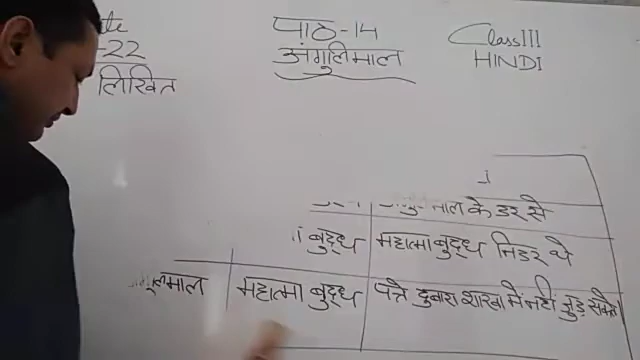 पाठ-14
अंगुलिमाल
Class III
HINDI
-22
लिखित
के डर से
बुद्ध महात्मा बुद्ध निडर थे
माल महात्मा बुद्ध पत्ते दुबारा शाखा में नही जुड़ सकते